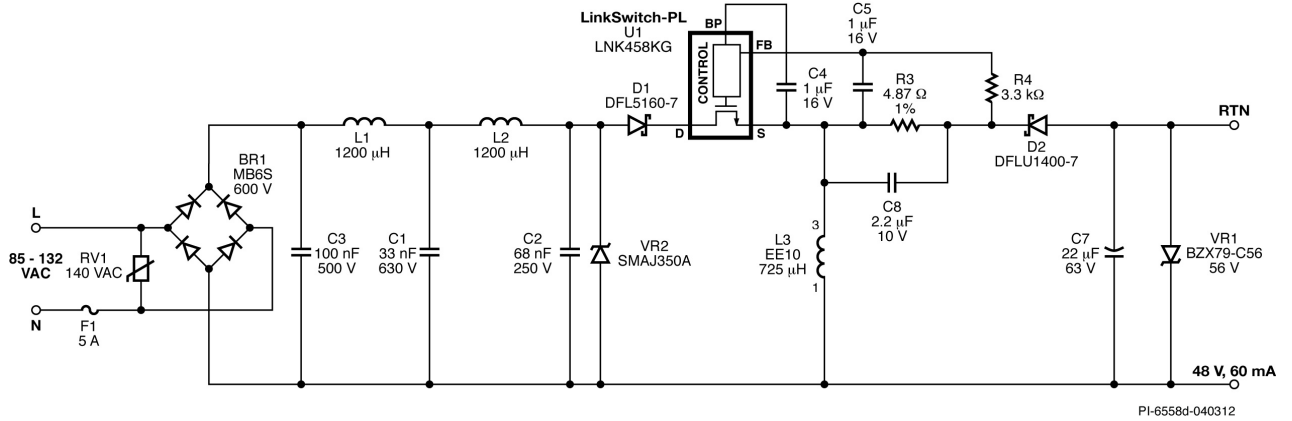 LinkSwitch-PL
U1
LNK458KG
BP
FB
CONTROL
D
S
C5
1 µF
16 V
C4
1 µF
16 V
R3
4.87 Ω
1%
R4
3.3 kΩ
RTN
D1
DFL5160-7
D2
DFLU1400-7
L1
1200 µH
L2
1200 µH
BR1
MB6S
600 V
L
85 - 132
VAC
RV1
140 VAC
N
F1
5 A
C3
100 nF
500 V
C1
33 nF
630 V
C2
68 nF
250 V
VR2
SMAJ350A
3
L3
EE10
725 µH
1
C8
2.2 µF
10 V
C7
22 µF
63 V
VR1
BZX79-C56
56 V
48 V, 60 mA
PI-6558d-040312